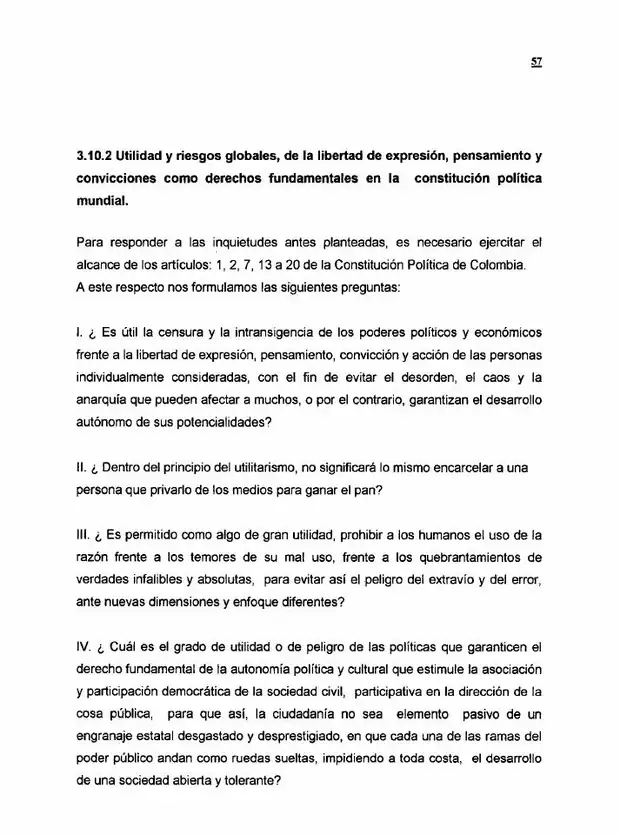 57
3.10.2 Utilidad y riesgos globales, de la libertad de expresión, pensamiento y
convicciones como derechos fundamentales en la constitución política
mundial.
Para responder a las inquietudes antes planteadas, es necesario ejercitar el
alcance de los artículos: 1, 2, 7, 13 a 20 de la Constitución Política de Colombia.
A este respecto nos formulamos las siguientes preguntas:
I. ¿ Es útil la censura y la intransigencia de los poderes políticos y económicos
frente a la libertad de expresión, pensamiento, convicción y acción de las personas
individualmente consideradas, con el fin de evitar el desorden, el caos y la
anarquía que pueden afectar a muchos, o por el contrario, garantizan el desarrollo
autónomo de sus potencialidades?
II. ¿ Dentro del principio del utilitarismo, no significará lo mismo encarcelar a una
persona que privarlo de los medios para ganar el pan?
III. ¿ Es permitido como algo de gran utilidad, prohibir a los humanos el uso de la
razón frente a los temores de su mal uso, frente a los quebrantamientos de
verdades infalibles y absolutas, para evitar así el peligro del extravío y del error,
ante nuevas dimensiones y enfoque diferentes?
IV. ¿ Cuál es el grado de utilidad o de peligro de las políticas que garanticen el
derecho fundamental de la autonomía política y cultural que estimule la asociación
y participación democrática de la sociedad civil, participativa en la dirección de la
cosa pública, para que así, la ciudadanía no sea elemento pasivo de un
engranaje estatal desgastado y desprestigiado, en que cada una de las ramas del
poder público andan como ruedas sueltas, impidiendo a toda costa, el desarrollo
de una sociedad abierta y tolerante?